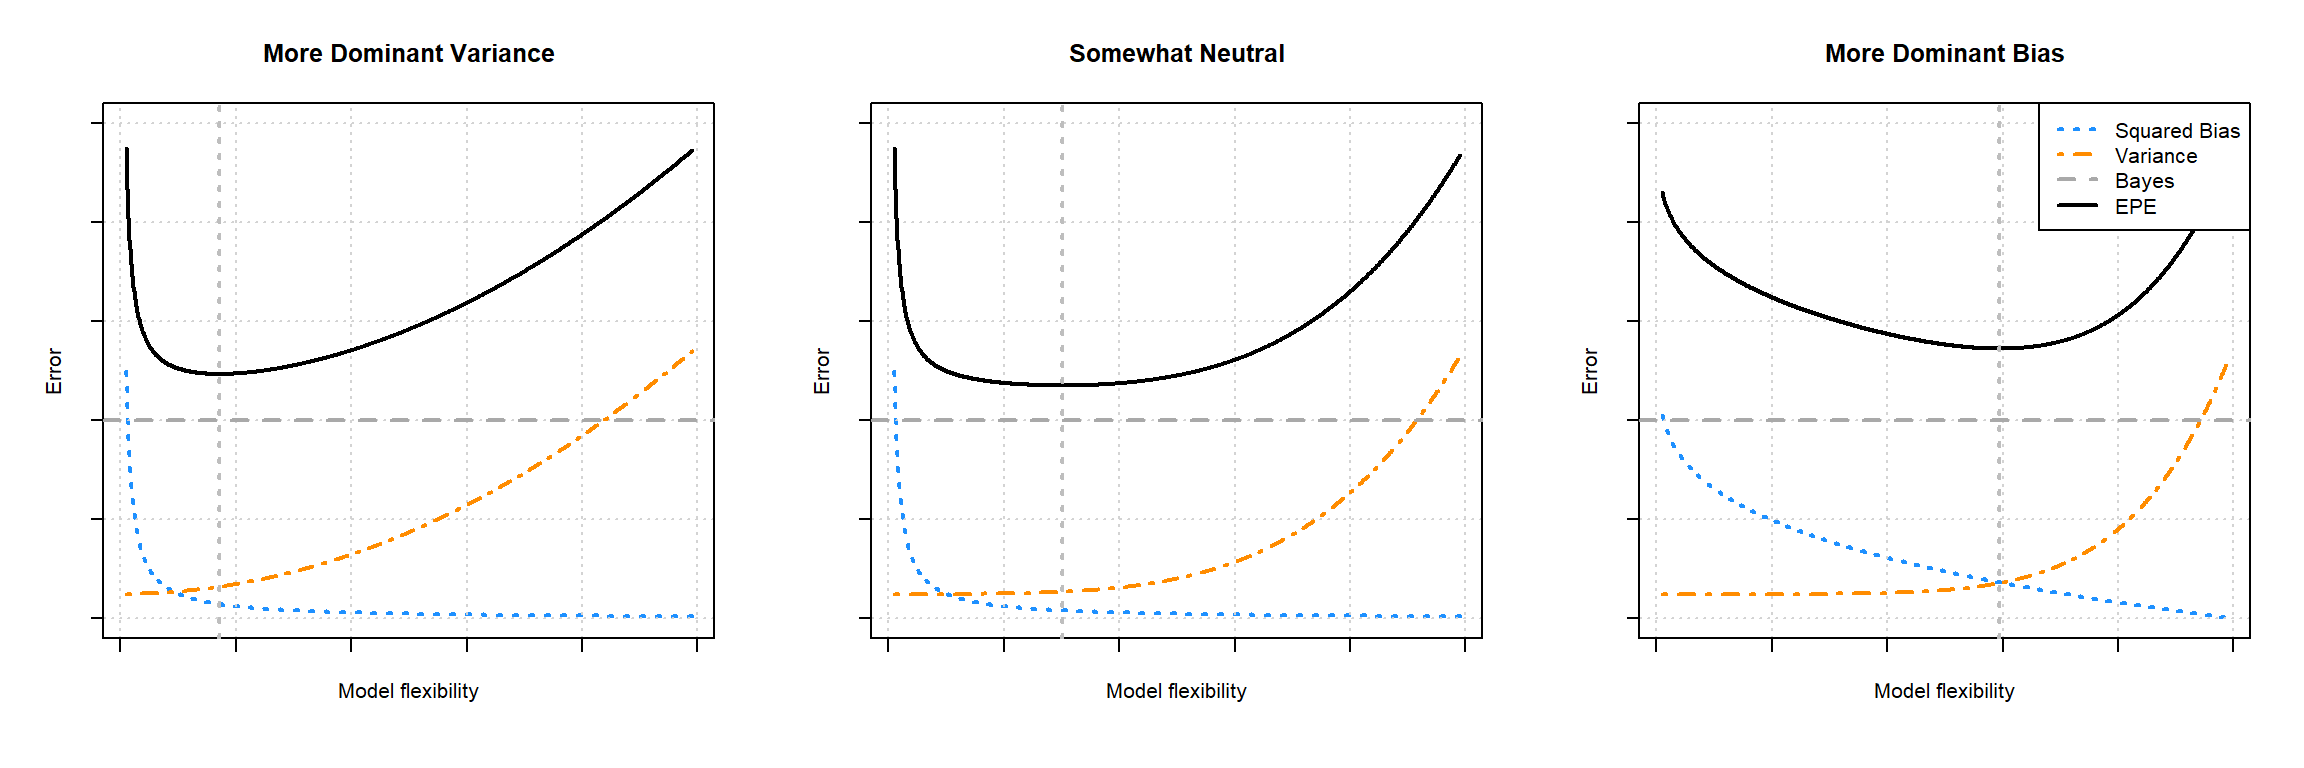 More Dominant Variance
Somewhat Neutral
More Dominant Bias
Squared Bias
Variance
Bayes
EPE
Error
Error
Error
Model flexibility
Model flexibility
Model flexibility